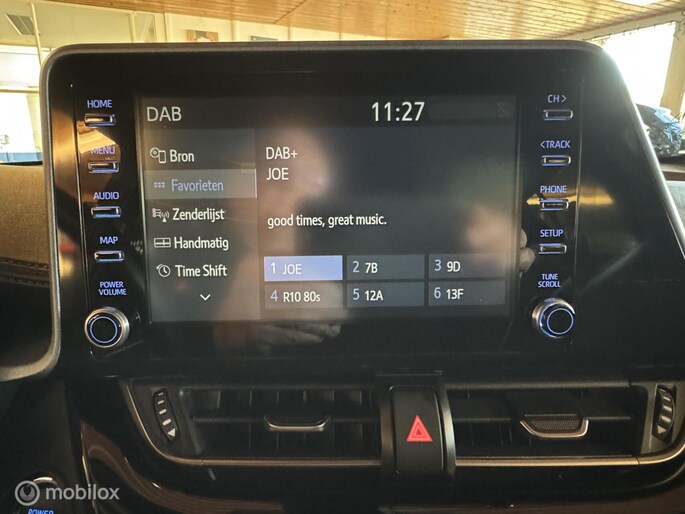 DAB
11:27
HOME
MENU
AUDIO
MAP
POWER
VOLUME
Bron
Favorieten
Zenderlijst
Handmatig
Time Shift
DAB+
JOE
good times, great music.
1 JOE
2 7B
3 9D
4 R10 80s
5 12A
6 13F
CH >
< TRACK
PHONE
SETUP
TUNE
SCROLL
POWER
mobilox